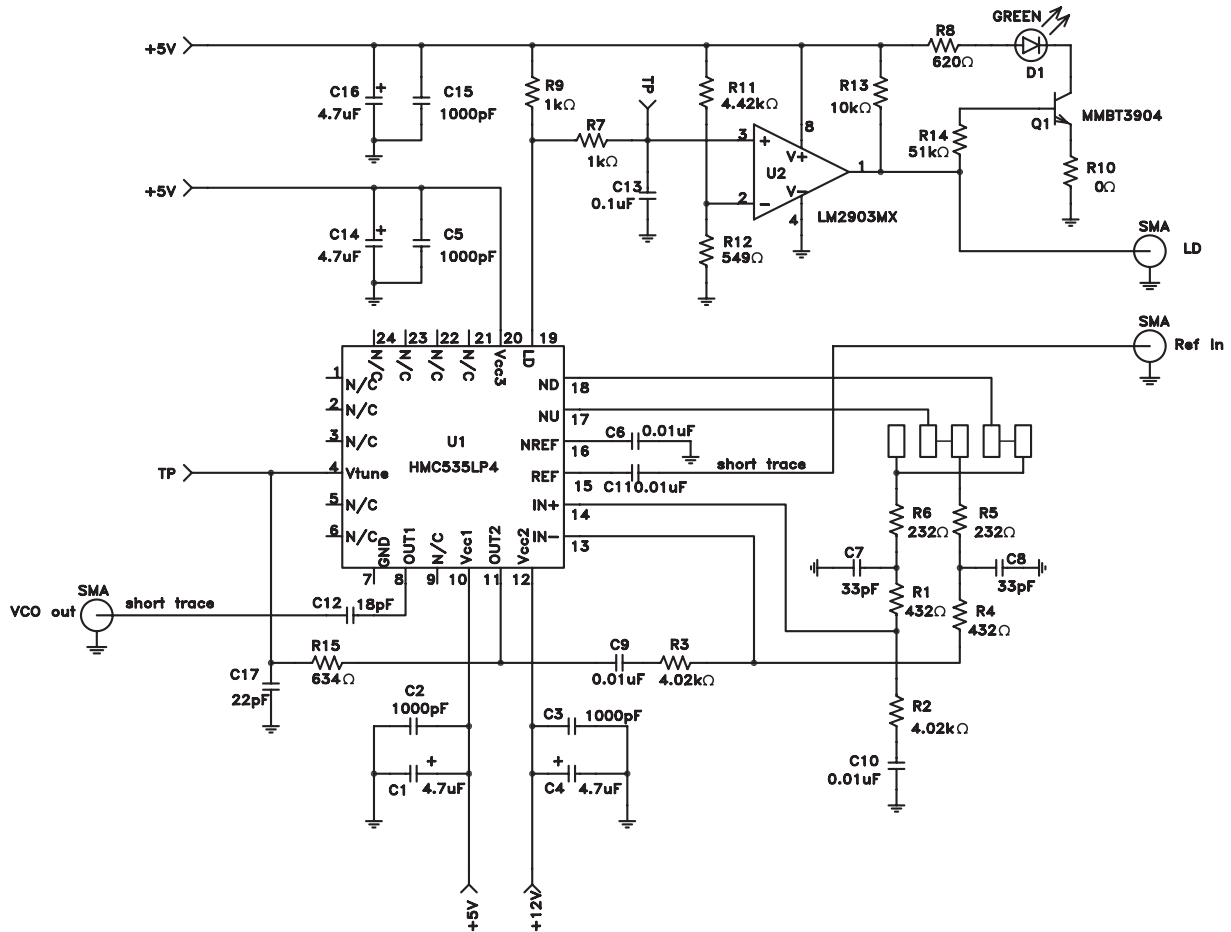 GREEN
+5V
R8
620Ω
D1
C16
4.7uF
+
C15
1000pF
R9
1kΩ
TP
R11
4.42kΩ
R13
10kΩ
MMBT3904
Q1
R7
1kΩ
3
+
8
V+
U2
1
R14
51kΩ
R10
0Ω
+5V
C13
0.1uF
2
−
V−
4
LM2903MX
C14
4.7uF
+
C5
1000pF
R12
549Ω
SMA
LD
SMA
Ref In
24
23
22
21
20
19
N/C
N/C
N/C
N/C
Vcc3
LD
1
N/C
ND
18
2
N/C
NU
17
3
N/C
U1
HMC535LP4
NREF
16
C6
0.01uF
TP
4
Vtune
REF
15
C11
0.01uF
short trace
5
N/C
IN+
14
6
N/C
IN−
13
GND
OUT1
N/C
Vcc1
OUT2
Vcc2
7
8
9
10
11
12
R6
232Ω
R5
232Ω
C7
33pF
C8
33pF
R1
432Ω
R4
432Ω
SMA
VCO out
short trace
C12
18pF
R15
634Ω
C9
0.01uF
R3
4.02kΩ
C17
22pF
C2
1000pF
C3
1000pF
R2
4.02kΩ
+
C1
4.7uF
+
C4
4.7uF
C10
0.01uF
+5V
+12V